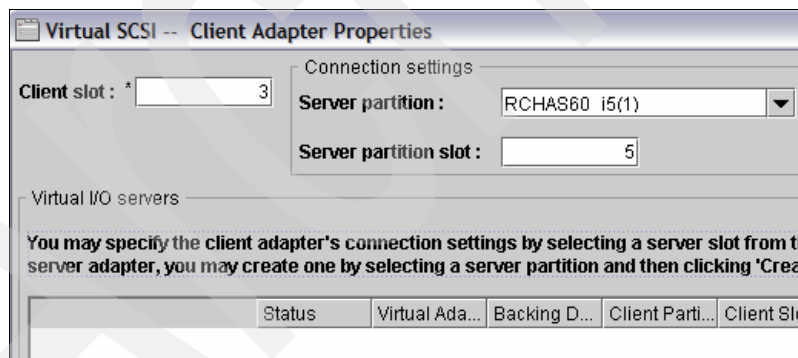 Virtual SCSI -- Client Adapter Properties
Client slot : * 3
Connection settings
Server partition : RCHAS60 i5(1)
Server partition slot : 5
Virtual I/O servers
You may specify the client adapter's connection settings by selecting a server slot from t
server adapter, you may create one by selecting a server partition and then clicking 'Crea
Status Virtual Ada... Backing D... Client Parti... Client Slo